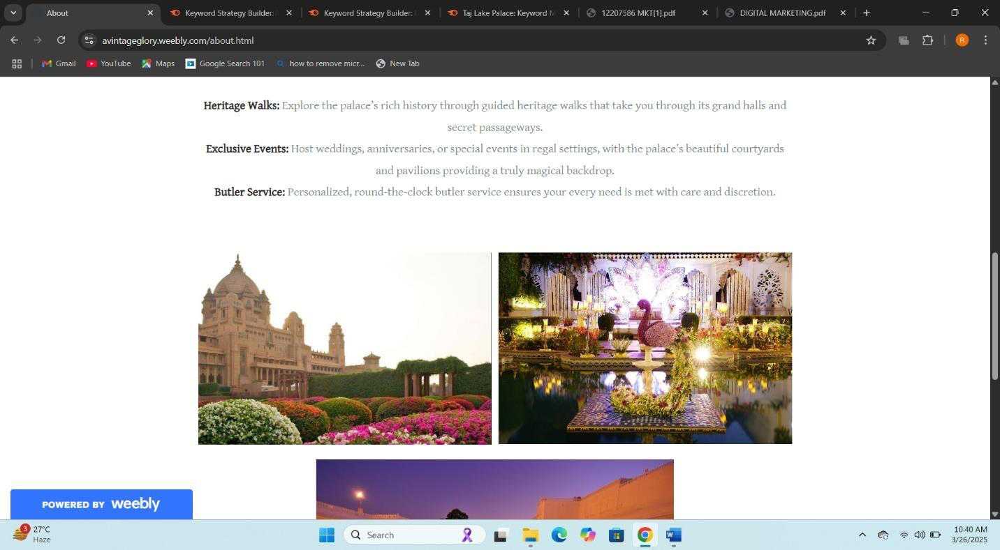 About
Keyword Strategy Builder:
Keyword Strategy Builder:
Taj Lake Palace: Keyword M
12207586 MKT[1].pdf
DIGITAL MARKETING.pdf
avintageglory.weebly.com/about.html
R
Gmail
YouTube
Maps
Google Search 101
how to remove micr...
New Tab
Heritage Walks: Explore the palace’s rich history through guided heritage walks that take you through its grand halls and
secret passageways.
Exclusive Events: Host weddings, anniversaries, or special events in regal settings, with the palace’s beautiful courtyards
and pavilions providing a truly magical backdrop.
Butler Service: Personalized, round-the-clock butler service ensures your every need is met with care and discretion.
POWERED BY weebly
3
27°C
Haze
Search
10:40 AM
3/26/2025